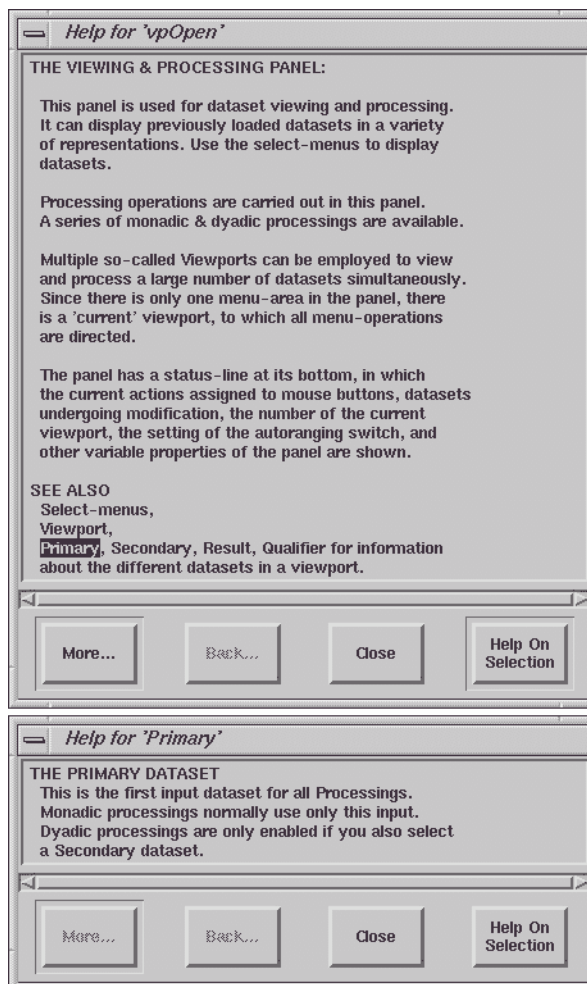 Help for 'vpOpen'
THE VIEWING & PROCESSING PANEL:
This panel is used for dataset viewing and processing.
It can display previously loaded datasets in a variety
of representations. Use the select-menus to display
datasets.
Processing operations are carried out in this panel.
A series of monadic & dyadic processings are available.
Multiple so-called Viewports can be employed to view
and process a large number of datasets simultaneously.
Since there is only one menu-area in the panel, there
is a 'current' viewport, to which all menu-operations
are directed.
The panel has a status-line at its bottom, in which
the current actions assigned to mouse buttons, datasets
undergoing modification, the number of the current
viewport, the setting of the autoranging switch, and
other variable properties of the panel are shown.
SEE ALSO
Select-menus,
Viewport,
Primary, Secondary, Result, Qualifier for information
about the different datasets in a viewport.
More... Back... Close Help On
Selection
Help for 'Primary'
THE PRIMARY DATASET
This is the first input dataset for all Processings.
Monadic processings normally use only this input.
Dyadic processings are only enabled if you also select
a Secondary dataset.
More... Back... Close Help On
Selection